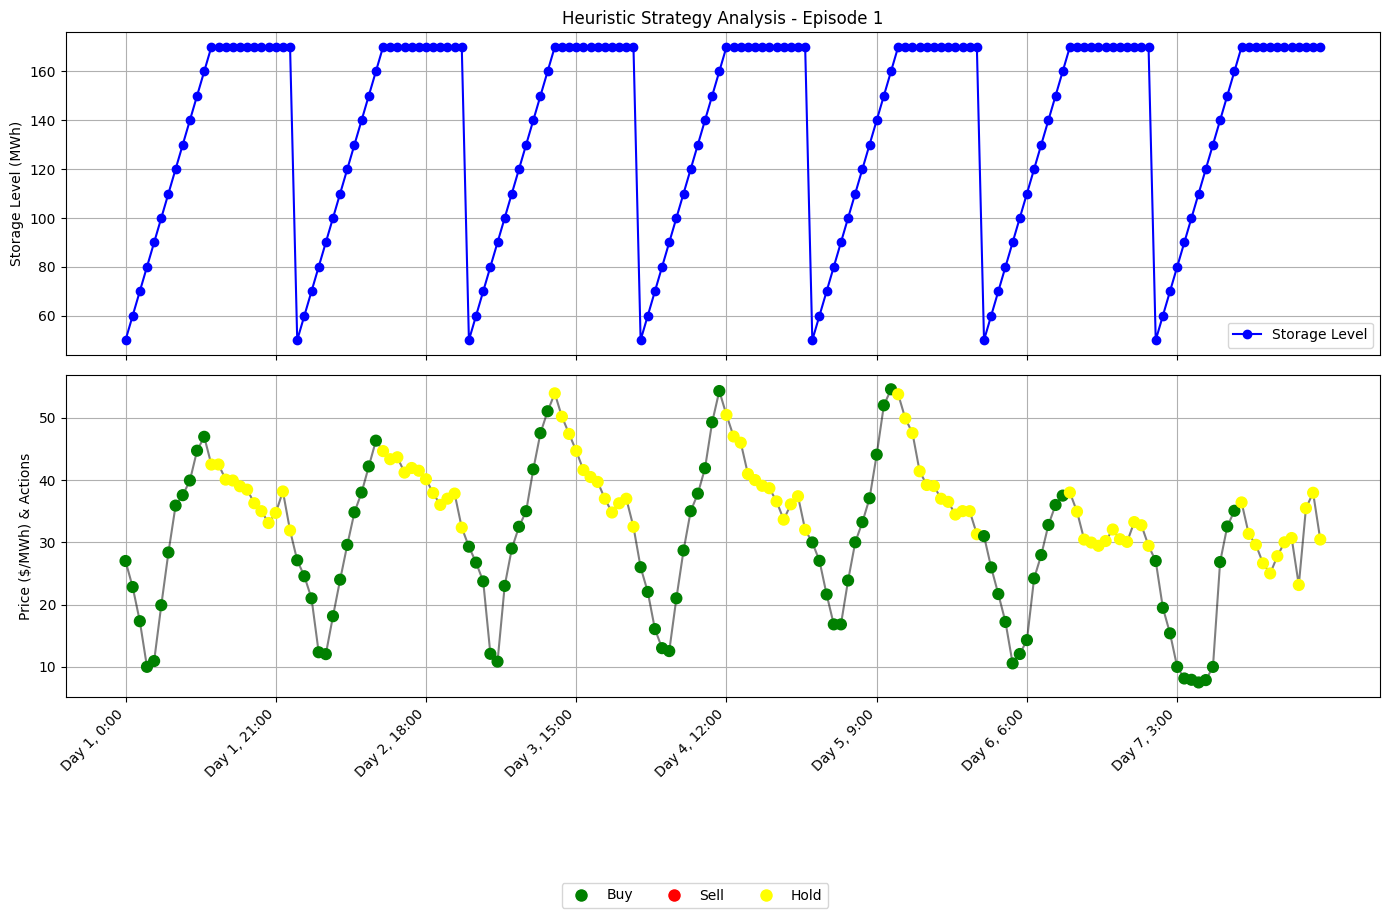 Heuristic Strategy Analysis - Episode 1
Storage Level (MWh)
160
140
120
100
80
60
Storage Level
Price ($/MWh) & Actions
50
40
30
20
10
Day 1, 0:00
Day 1, 21:00
Day 2, 18:00
Day 3, 15:00
Day 4, 12:00
Day 5, 9:00
Day 6, 6:00
Day 7, 3:00
Buy Sell Hold